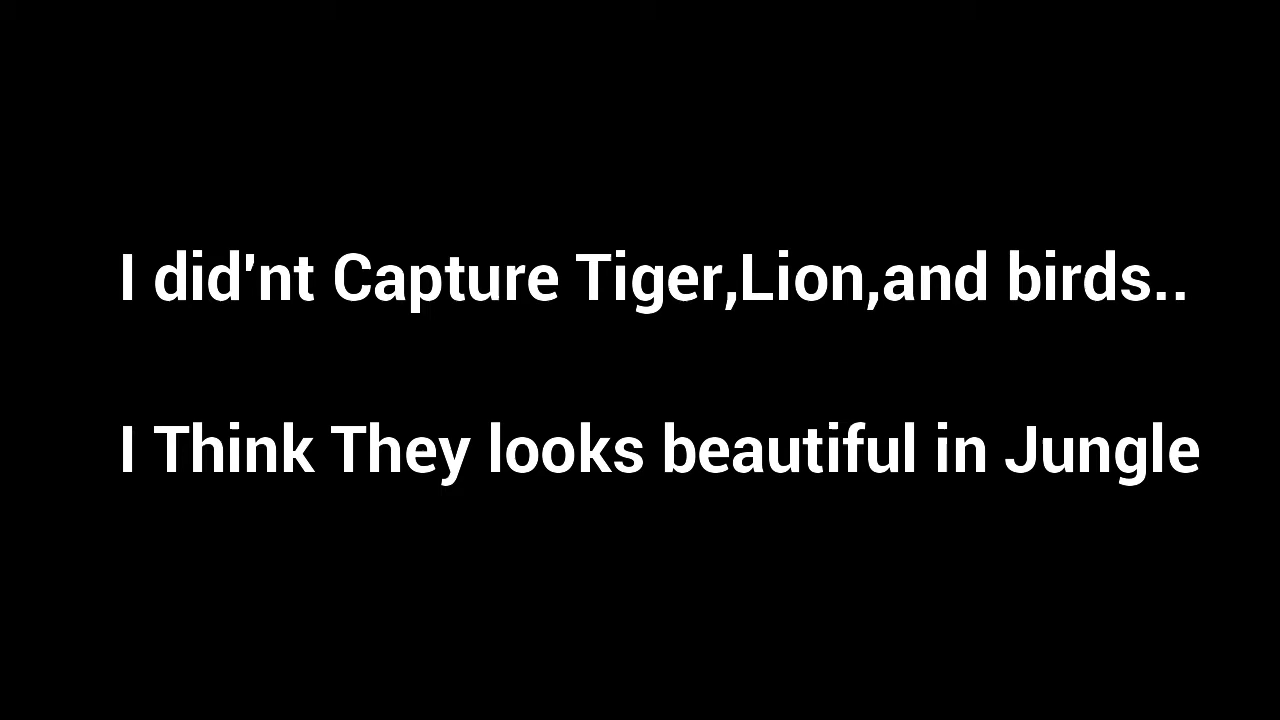 I did'nt Capture Tiger,Lion,and birds..
I Think They looks beautiful in Jungle